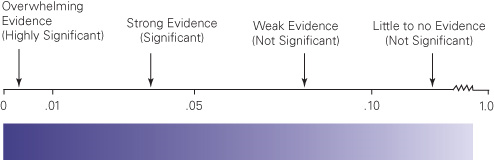 Overwhelming
Evidence
(Highly Significant)
Strong Evidence
(Significant)
Weak Evidence
(Not Significant)
Little to no Evidence
(Not Significant)
0 .01 .05 .10 1.0